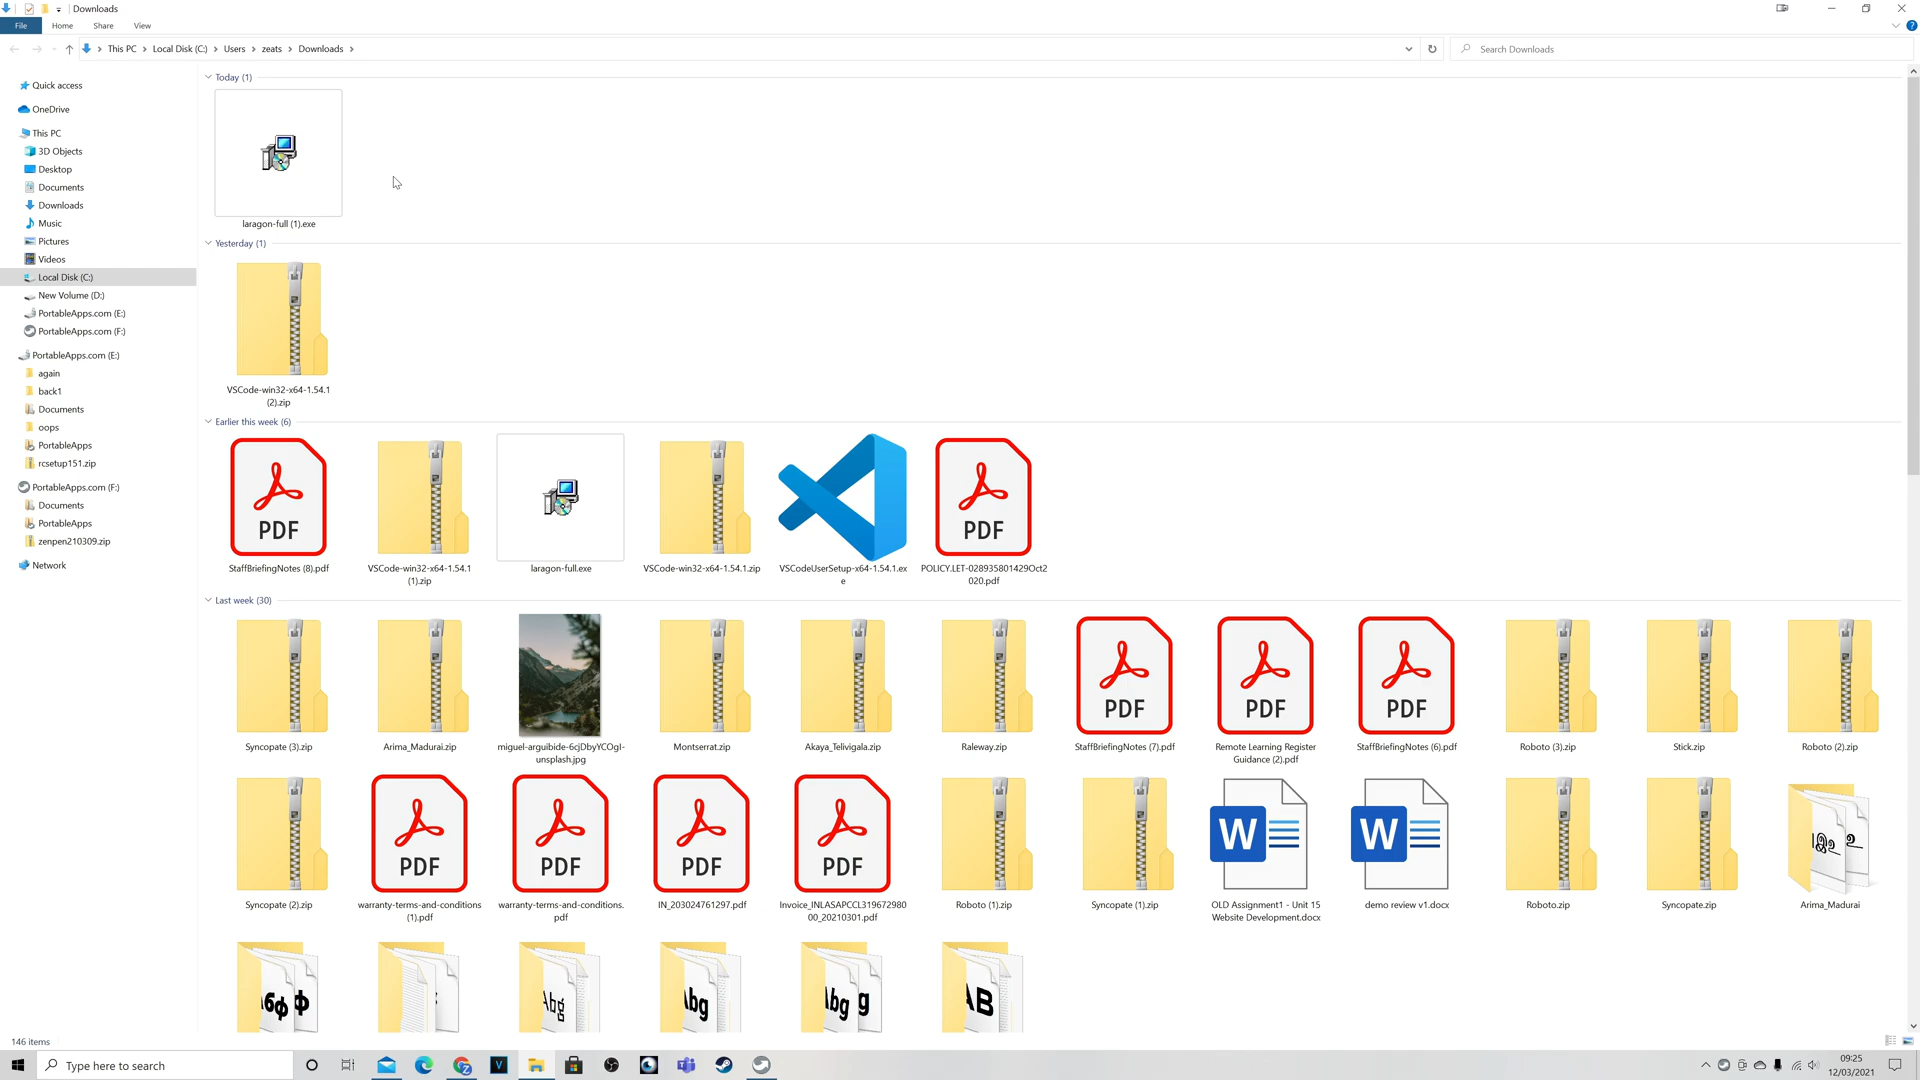 Downloads
File Home Share View
This PC Local Disk (C:) Users zeats Downloads
Search Downloads
Quick access
OneDrive
This PC
3D Objects
Desktop
Documents
Downloads
Music
Pictures
Videos
Local Disk (C:)
New Volume (D:)
PortableApps.com (E:)
PortableApps.com (F:)
PortableApps.com (E:)
again
back1
Documents
oops
PortableApps
rcsetup151.zip
PortableApps.com (F:)
Documents
PortableApps
zenpen210309.zip
Network
Today (1)
laragon-full (1).exe
Yesterday (1)
VSCode-win32-x64-1.54.1
(2).zip
Earlier this week (6)
PDF
StaffBriefingNotes (8).pdf
VSCode-win32-x64-1.54.1
(1).zip
laragon-full.exe
VSCode-win32-x64-1.54.1.zip
VSCodeUserSetup-x64-1.54.1.ex
e
PDF
POLICY.LET-028935801429Oct2
020.pdf
Last week (30)
Syncopate (3).zip
Arima_Madurai.zip
miguel-arguibide-6cjDbyYCOgI-
unsplash.jpg
Montserrat.zip
Akaya_Telivigala.zip
Raleway.zip
PDF
StaffBriefingNotes (7).pdf
PDF
Remote Learning Register
Guidance (2).pdf
PDF
StaffBriefingNotes (6).pdf
Roboto (3).zip
Stick.zip
Roboto (2).zip
Syncopate (2).zip
PDF
warranty-terms-and-conditions
(1).pdf
PDF
warranty-terms-and-conditions.
pdf
PDF
IN_203024761297.pdf
PDF
Invoice_INLASAPCCL319672980
00_20210301.pdf
Roboto (1).zip
Syncopate (1).zip
W
OLD Assignment1 - Unit 15
Website Development.docx
W
demo review v1.docx
Roboto.zip
Syncopate.zip
Arima_Madurai
Abg
Abg
Abg g
AB
146 items
Type here to search
09:25
12/03/2021